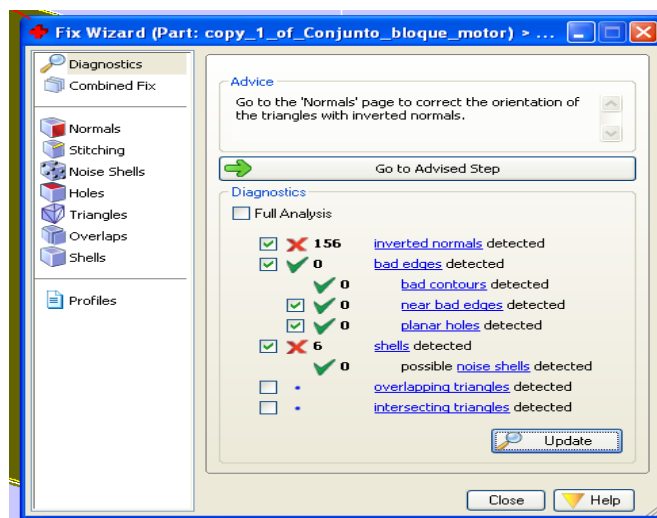 Fix Wizard (Part: copy_1_of_Conjunto_bloque_motor) > ...
Diagnostics
Combined Fix
Normals
Stitching
Noise Shells
Holes
Triangles
Overlaps
Shells
Profiles
Advice
Go to the 'Normals' page to correct the orientation of
the triangles with inverted normals.
Go to Advised Step
Diagnostics
Full Analysis
156 inverted normals detected
0 bad edges detected
0 bad contours detected
0 near bad edges detected
0 planar holes detected
6 shells detected
0 possible noise shells detected
overlapping triangles detected
intersecting triangles detected
Update
Close
Help